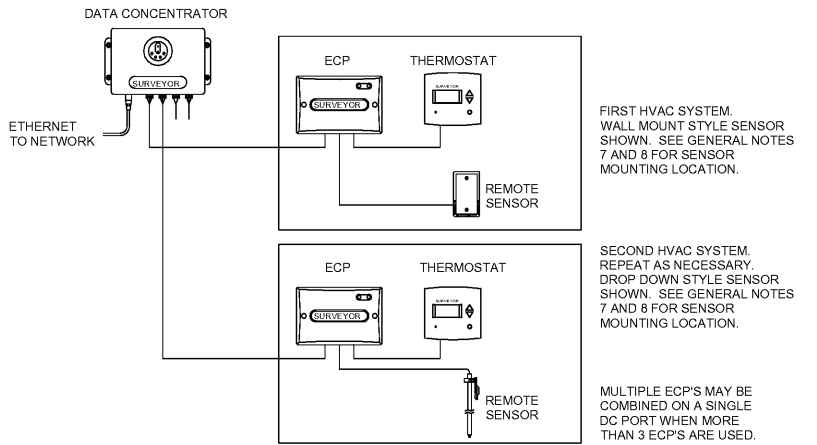 DATA CONCENTRATOR
SURVEYOR
ETHERNET
TO NETWORK
ECP
THERMOSTAT
SURVEYOR
SURVEYOR
REMOTE
SENSOR
FIRST HVAC SYSTEM.
WALL MOUNT STYLE SENSOR
SHOWN. SEE GENERAL NOTES
7 AND 8 FOR SENSOR
MOUNTING LOCATION.
ECP
THERMOSTAT
SURVEYOR
SURVEYOR
REMOTE
SENSOR
SECOND HVAC SYSTEM.
REPEAT AS NECESSARY.
DROP DOWN STYLE SENSOR
SHOWN. SEE GENERAL NOTES
7 AND 8 FOR SENSOR
MOUNTING LOCATION.
MULTIPLE ECP'S MAY BE
COMBINED ON A SINGLE
DC PORT WHEN MORE
THAN 3 ECP'S ARE USED.